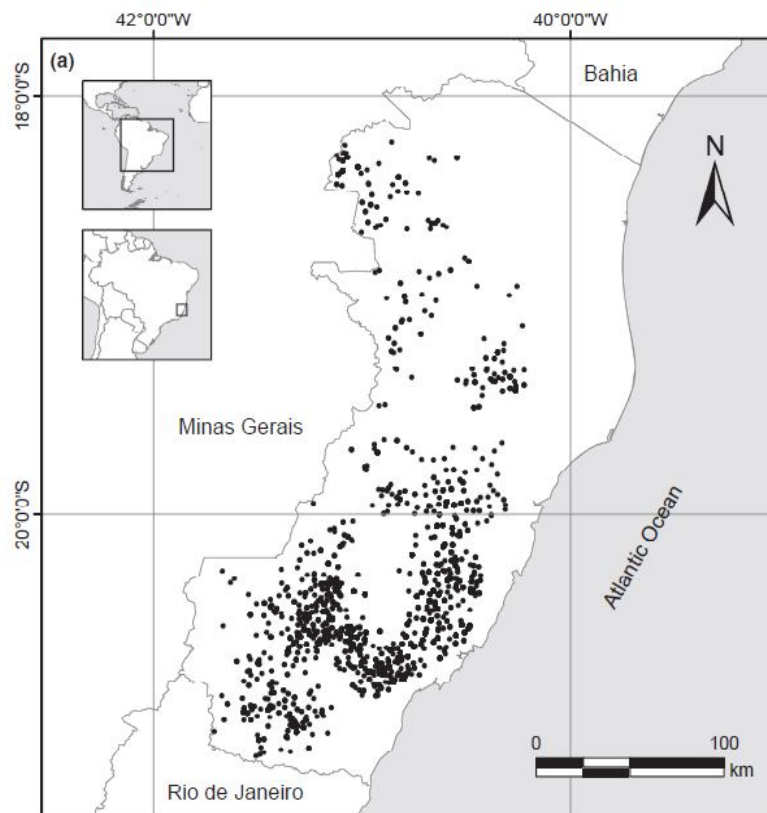 42°0'0"W
40°0'0"W
(a)
Bahia
18°0'0"S
N
Minas Gerais
20°0'0"S
Atlantic Ocean
0
100
km
Rio de Janeiro